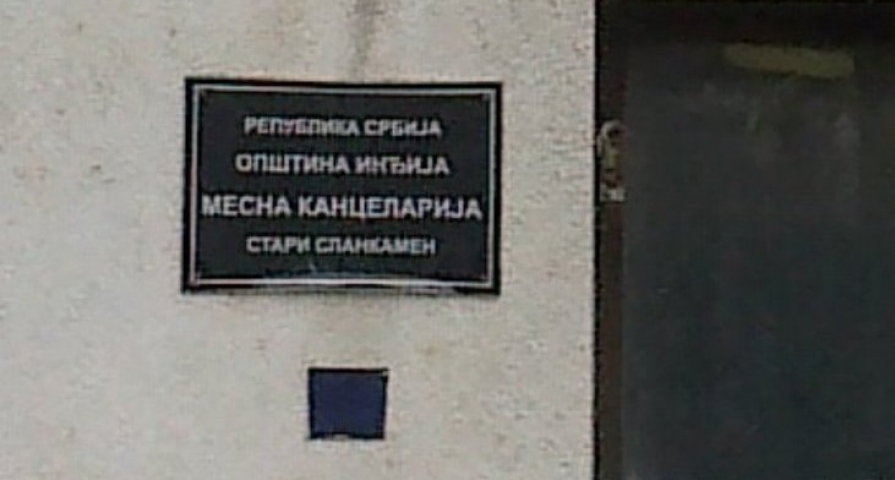 РЕПУБЛИКА СРБИЈА
ОПШТИНА ИНЂИЈА
МЕСНА КАНЦЕЛАРИЈА
СТАРИ СЛАНКАМЕН